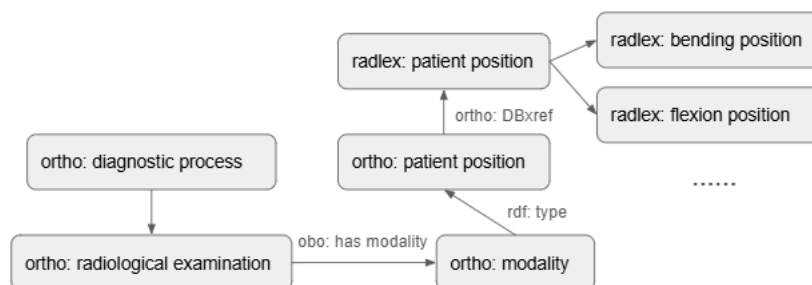 radlex: bending position
radlex: patient position
radlex: flexion position
ortho: DBxref
ortho: diagnostic process
ortho: patient position
......
rdf: type
obo: has modality
ortho: radiological examination
ortho: modality